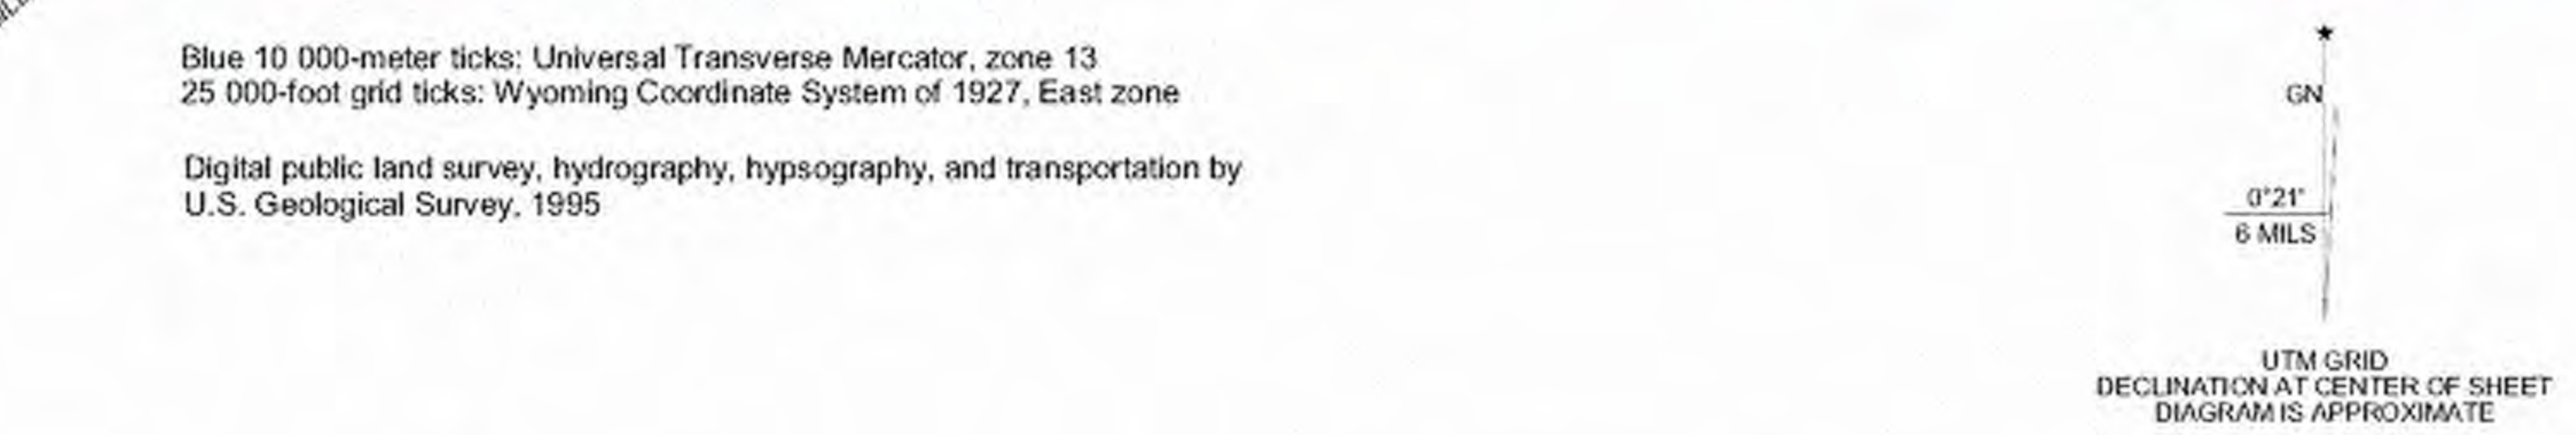 Blue 10 000-meter ticks: Universal Transverse Mercator, zone 13
25 000-foot grid ticks: Wyoming Coordinate System of 1927, East zone
Digital public land survey, hydrography, hypsography, and transportation by
U.S. Geological Survey, 1995
GN
0°21'
6 MILS
UTM GRID
DECLINATION AT CENTER OF SHEET
DIAGRAM IS APPROXIMATE